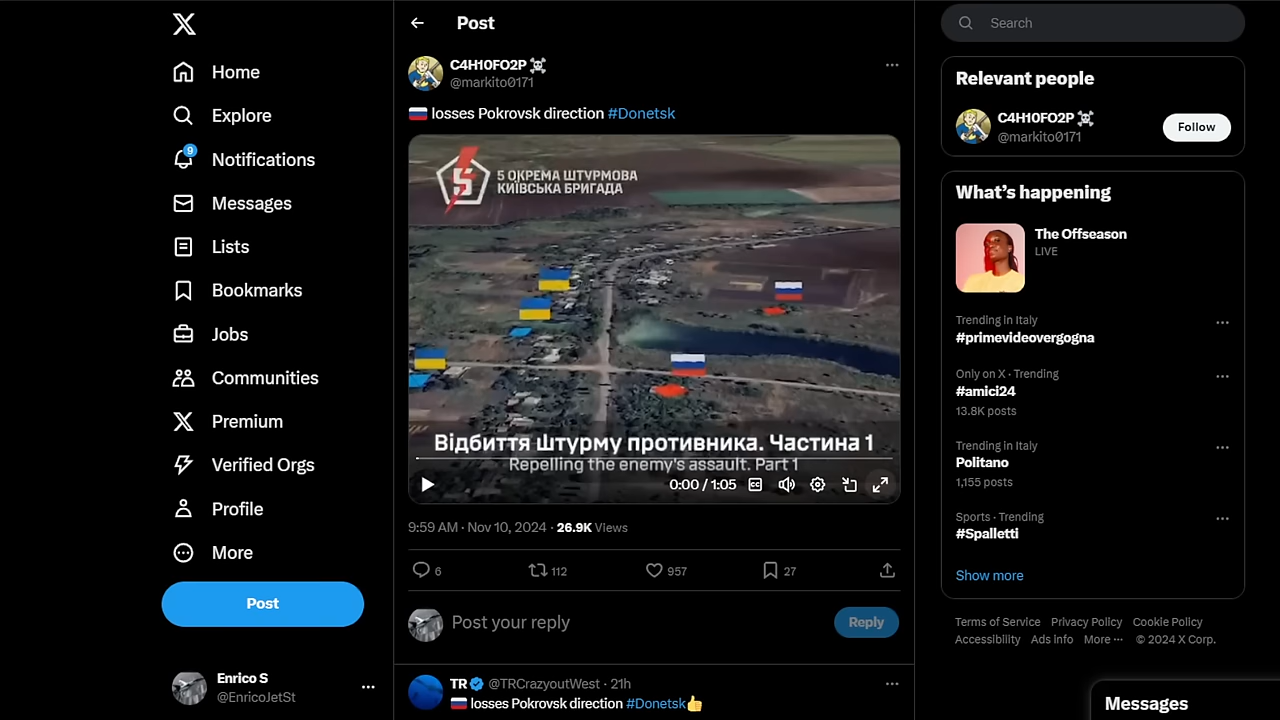 Home
Explore
9
Notifications
Messages
Lists
Bookmarks
Jobs
Communities
Premium
Verified Orgs
Profile
More
Post
Enrico S
@EnricoJetSt
Post
C4H10FO2P ☠️
@markito0171
🇷🇺 losses Pokrovsk direction #Donetsk
5
5 ОКРЕМА ШТУРМОВА
КИЇВСЬКА БРИГАДА
Відбиття штурму противника. Частина 1
Repelling the enemy's assault. Part 1
0:00 / 1:05
CC
9:59 AM · Nov 10, 2024 · 26.9K Views
6
112
957
27
Post your reply
Reply
TR @TRCrazyoutWest · 21h
🇷🇺 losses Pokrovsk direction #Donetsk👍
Search
Relevant people
C4H10FO2P ☠️
@markito0171
Follow
What's happening
The Offseason
LIVE
Trending in Italy
#primevideovergogna
Only on X · Trending
#amici24
13.8K posts
Trending in Italy
Politano
1,155 posts
Sports · Trending
#Spalletti
Show more
Terms of Service Privacy Policy Cookie Policy
Accessibility Ads info More ··· © 2024 X Corp.
Messages